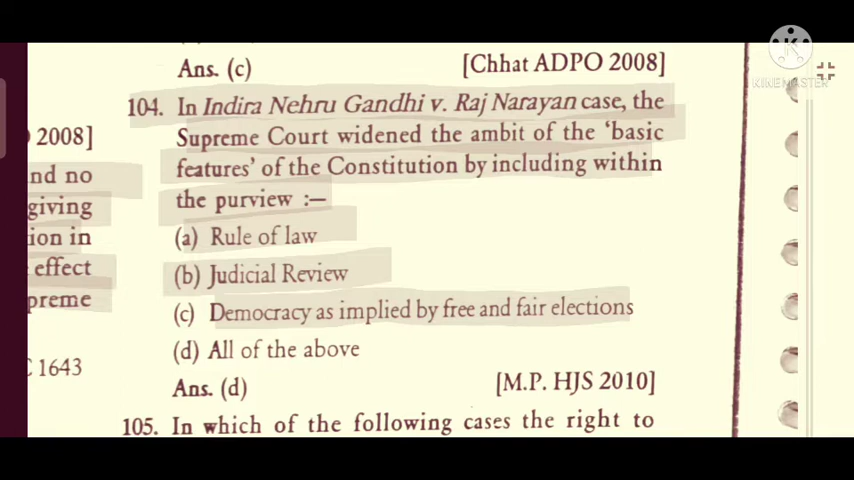 Ans. (c) [Chhat ADPO 2008]
104. In Indira Nehru Gandhi v. Raj Narayan case, the
Supreme Court widened the ambit of the 'basic
features' of the Constitution by including within
the purview :–
(a) Rule of law
(b) Judicial Review
(c) Democracy as implied by free and fair elections
(d) All of the above
Ans. (d) [M.P. HJS 2010]
105. In which of the following cases the right to
2008]
nd no
giving
ion in
effect
preme
1643
KINEMASTER